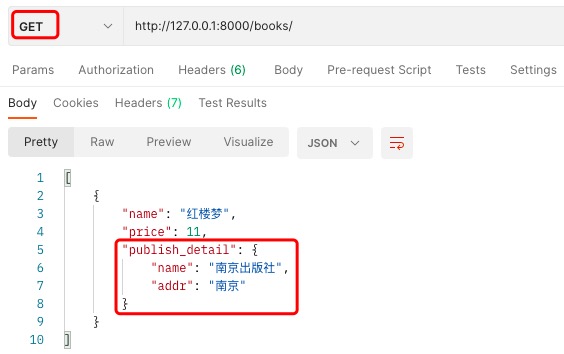 GET http://127.0.0.1:8000/books/
Params Authorization Headers (6) Body Pre-request Script Tests Settings
Body Cookies Headers (7) Test Results
Pretty Raw Preview Visualize JSON
1 [
2 {
3 "name": "红楼梦",
4 "price": 11,
5 "publish_detail": {
6 "name": "南京出版社",
7 "addr": "南京"
8 }
9 }
10 ]